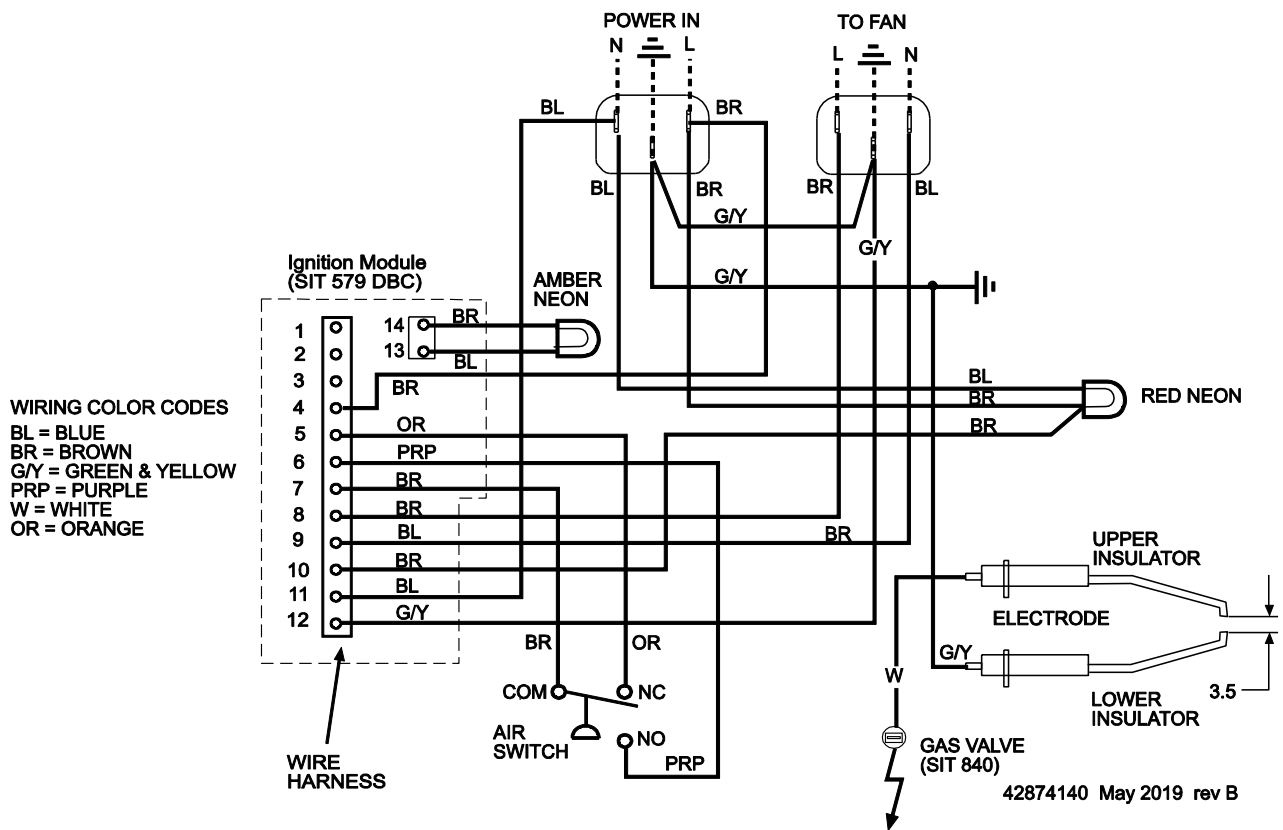 POWER IN
N L
TO FAN
L N
BL BR
BL BR
BR BL
G/Y
G/Y
G/Y
Ignition Module
(SIT 579 DBC)
AMBER
NEON
1
2
3
4
5
6
7
8
9
10
11
12
14 BR
13 BL
BR
OR
PRP
BR
BR
BL
BR
BL
G/Y
BL
BR
BR
RED NEON
BR
WIRING COLOR CODES
BL = BLUE
BR = BROWN
G/Y = GREEN & YELLOW
PRP = PURPLE
W = WHITE
OR = ORANGE
UPPER
INSULATOR
ELECTRODE
G/Y
W
LOWER
INSULATOR
3.5
BR OR
COM NC
AIR
SWITCH
NO
PRP
WIRE
HARNESS
GAS VALVE
(SIT 840)
42874140 May 2019 rev B